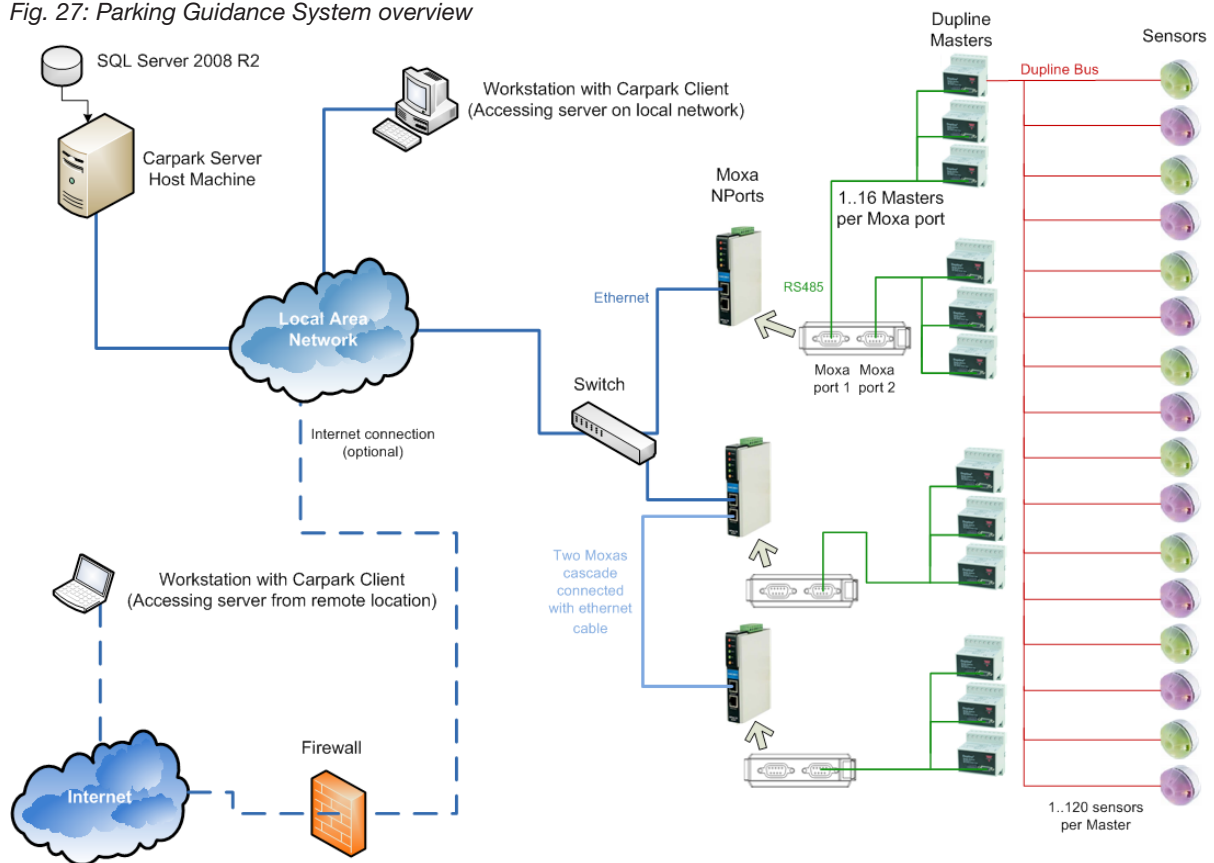 Fig. 27: Parking Guidance System overview
SQL Server 2008 R2
Carpark Server
Host Machine
Workstation with Carpark Client
(Accessing server on local network)
Dupline
Masters
Sensors
Dupline Bus
Moxa
NPorts
1..16 Masters
per Moxa port
Ethernet
RS485
Local Area
Network
Moxa
port 1
Moxa
port 2
Switch
Internet connection
(optional)
Two Moxas
cascade
connected
with ethernet
cable
Workstation with Carpark Client
(Accessing server from remote location)
Firewall
Internet
1..120 sensors
per Master